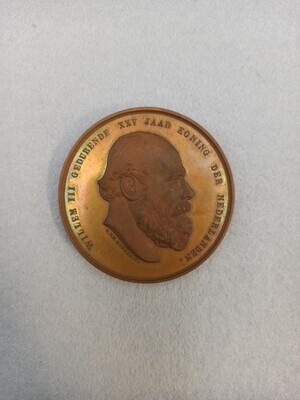 WILLEM III GEDURENDE XXV JAAR KONING DER NEDERLANDEN.